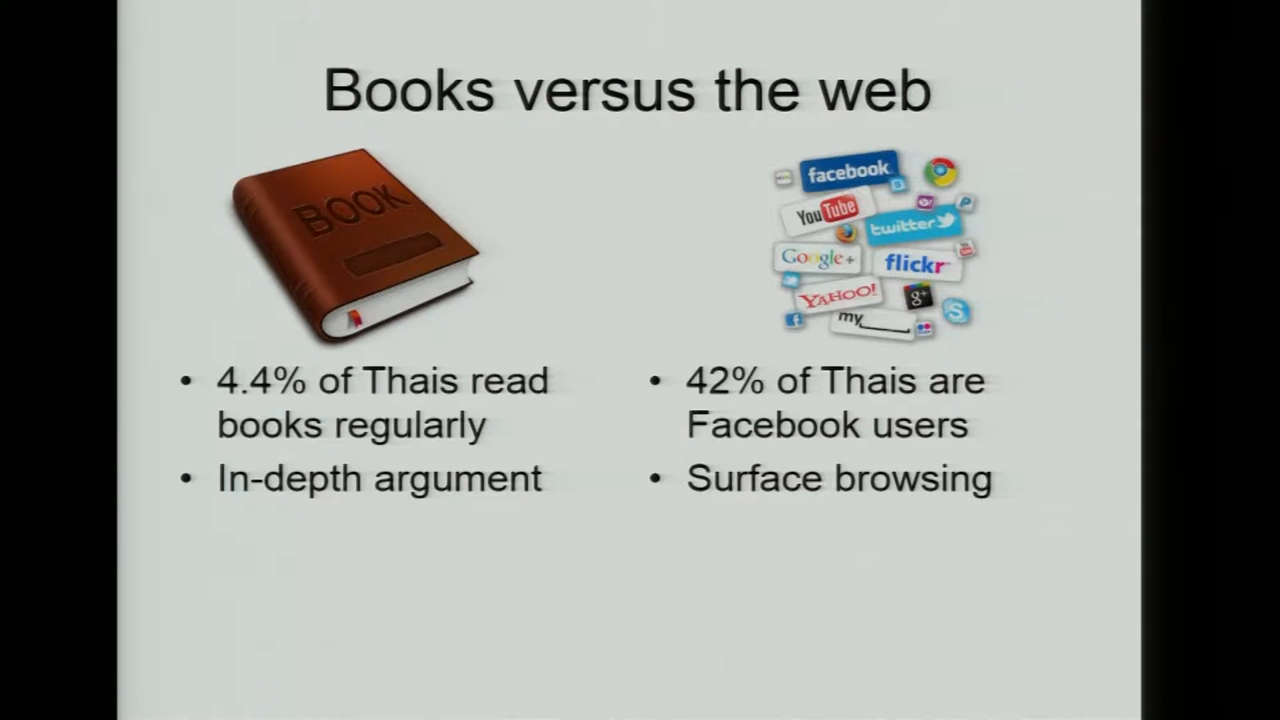 Books versus the web
BOOK
facebook
YouTube
twitter
Google+
flickr
YAHOO!
my
g+
• 4.4% of Thais read
books regularly
• In-depth argument
• 42% of Thais are
Facebook users
• Surface browsing